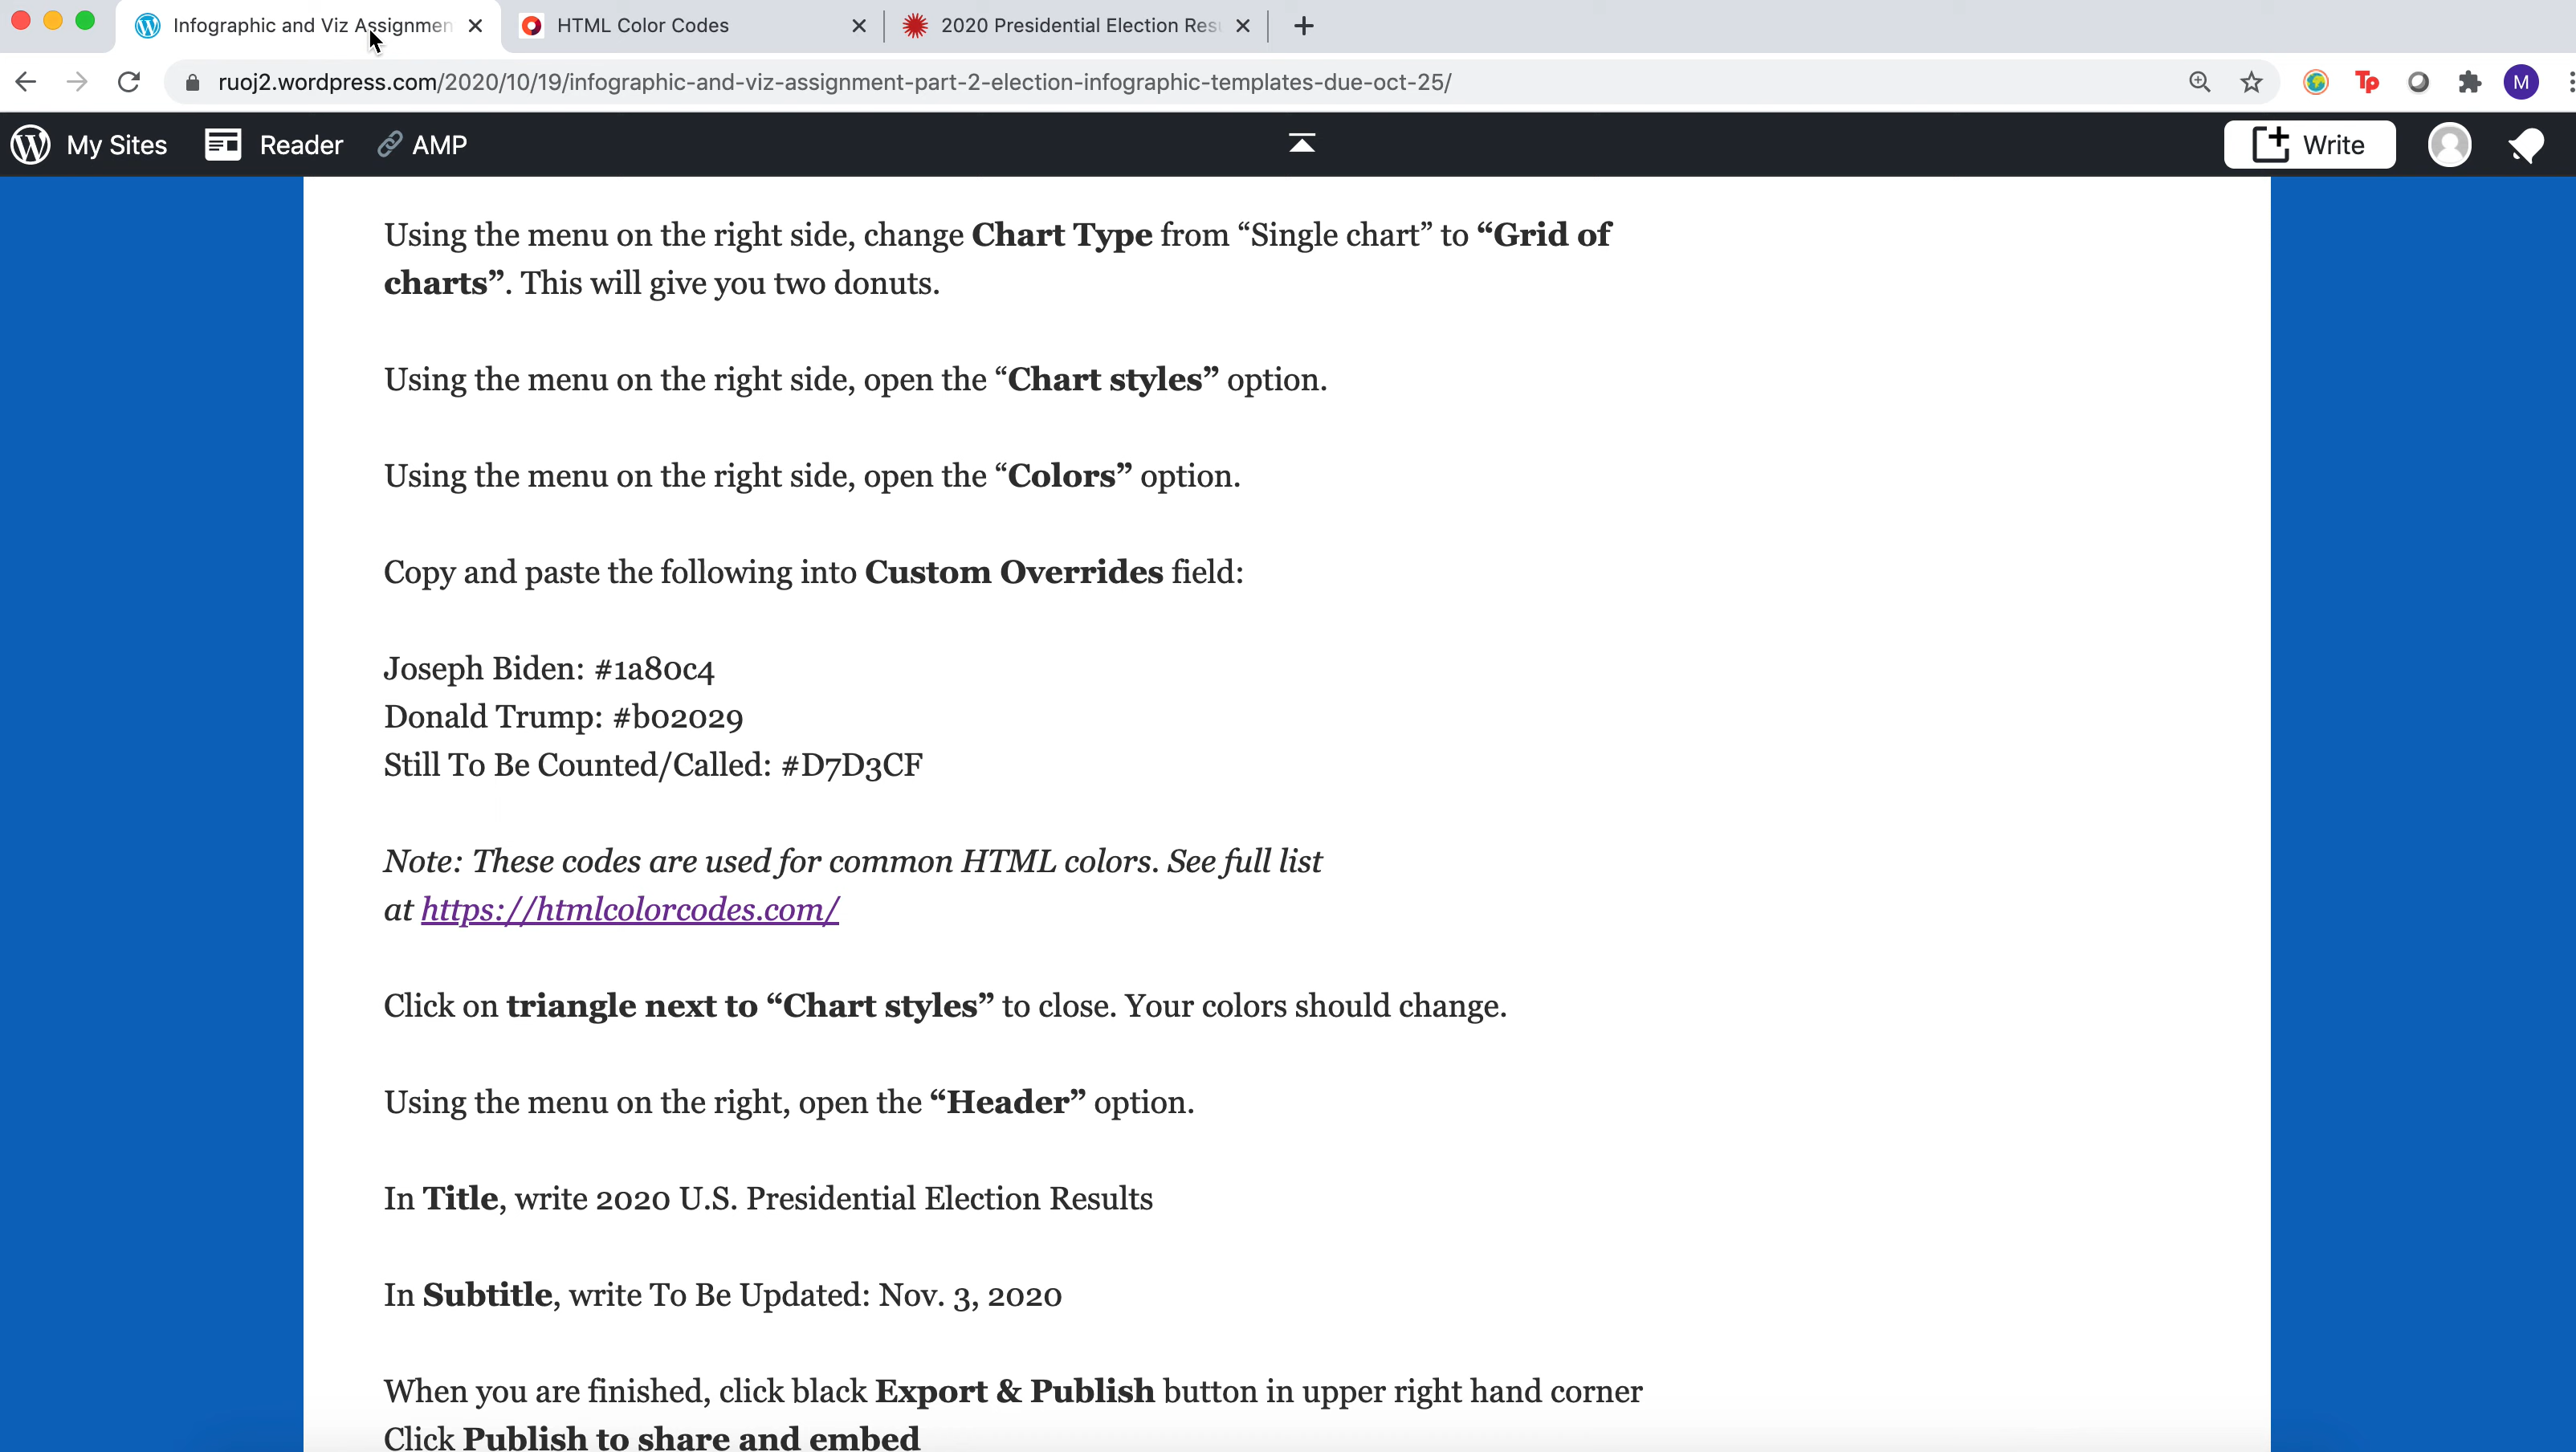 Infographic and Viz Assignmen
HTML Color Codes
2020 Presidential Election Res
ruoj2.wordpress.com/2020/10/19/infographic-and-viz-assignment-part-2-election-infographic-templates-due-oct-25/
Tp
M
My Sites
Reader
AMP
Write
Using the menu on the right side, change Chart Type from “Single chart” to “Grid of
charts”. This will give you two donuts.
Using the menu on the right side, open the “Chart styles” option.
Using the menu on the right side, open the “Colors” option.
Copy and paste the following into Custom Overrides field:
Joseph Biden: #1a80c4
Donald Trump: #b02029
Still To Be Counted/Called: #D7D3CF
Note: These codes are used for common HTML colors. See full list
at https://htmlcolorcodes.com/
Click on triangle next to “Chart styles” to close. Your colors should change.
Using the menu on the right, open the “Header” option.
In Title, write 2020 U.S. Presidential Election Results
In Subtitle, write To Be Updated: Nov. 3, 2020
When you are finished, click black Export & Publish button in upper right hand corner
Click Publish to share and embed